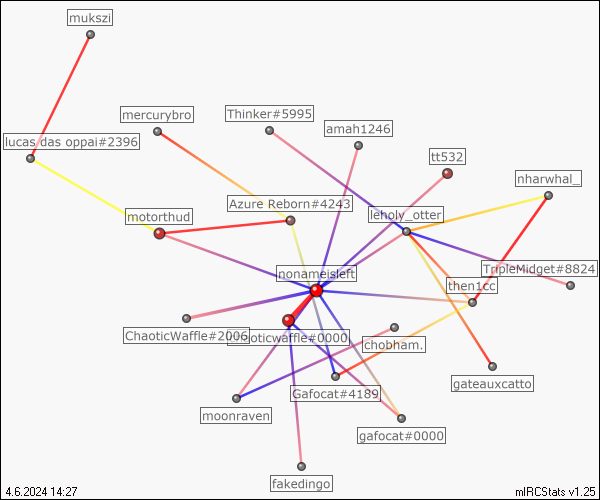 mukszi
mercurybro
Thinker#5995
amah1246
lucas das oppai#2396
tt532
nharwhal_
Azure Reborn#4243
motorthud
leholy_otter
nonameisleft
TripleMidget#8824
then1cc
ChaoticWaffle#2006
chaoticwaffle#0000
chobham.
gateauxcatto
Gafocat#4189
moonraven
gafocat#0000
fakedingo
4.6.2024 14:27
mIRCStats v1.25